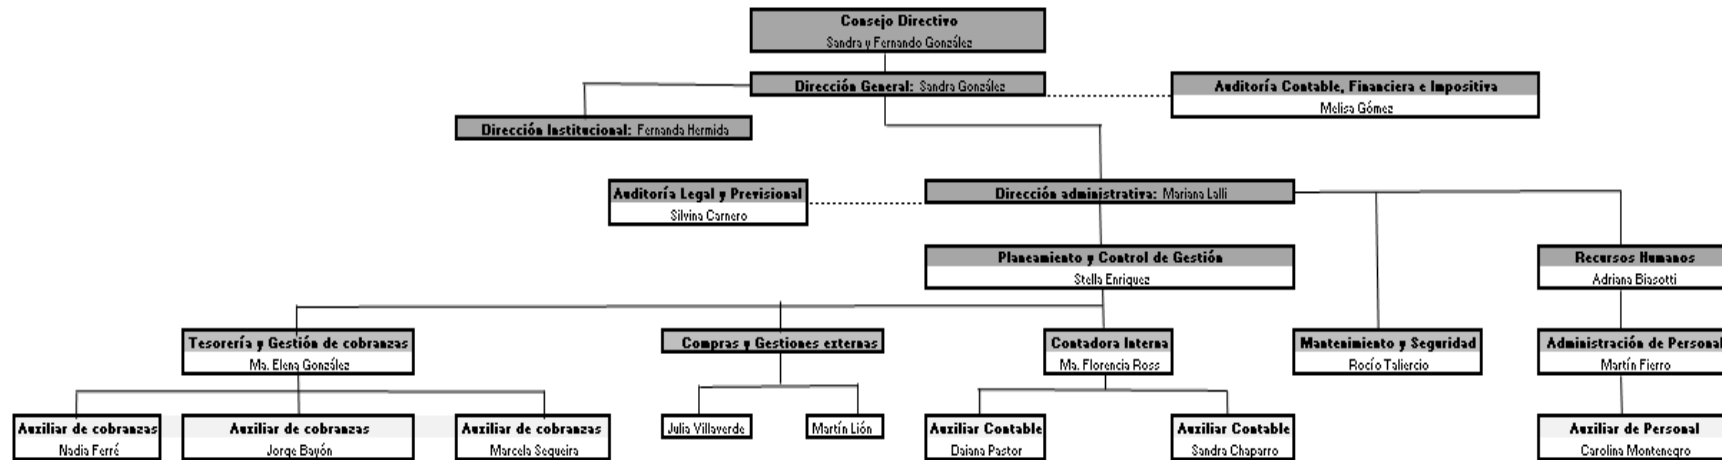 Consejo Directivo
Sandra y Fernando González
Dirección General: Sandra González
Auditoría Contable, Financiera e Impositiva
Melisa Gómez
Dirección Institucional: Fernanda Hermida
Auditoría Legal y Previsional
Silvina Carnero
Dirección administrativa: Mariana Lalli
Planeamiento y Control de Gestión
Stella Enriquez
Recursos Humanos
Adriana Biasotti
Tesorería y Gestión de cobranzas
Ma. Elena González
Compras y Gestiones externas
Contadora Interna
Ma. Florencia Ross
Mantenimiento y Seguridad
Rocío Taliercio
Administración de Personal
Martín Fierro
Auxiliar de cobranzas
Nadia Ferré
Auxiliar de cobranzas
Jorge Bayón
Auxiliar de cobranzas
Marcela Sequeira
Julia Villaverde
Martín Lión
Auxiliar Contable
Daiana Pastor
Auxiliar Contable
Sandra Chaparro
Auxiliar de Personal
Carolina Montenegro